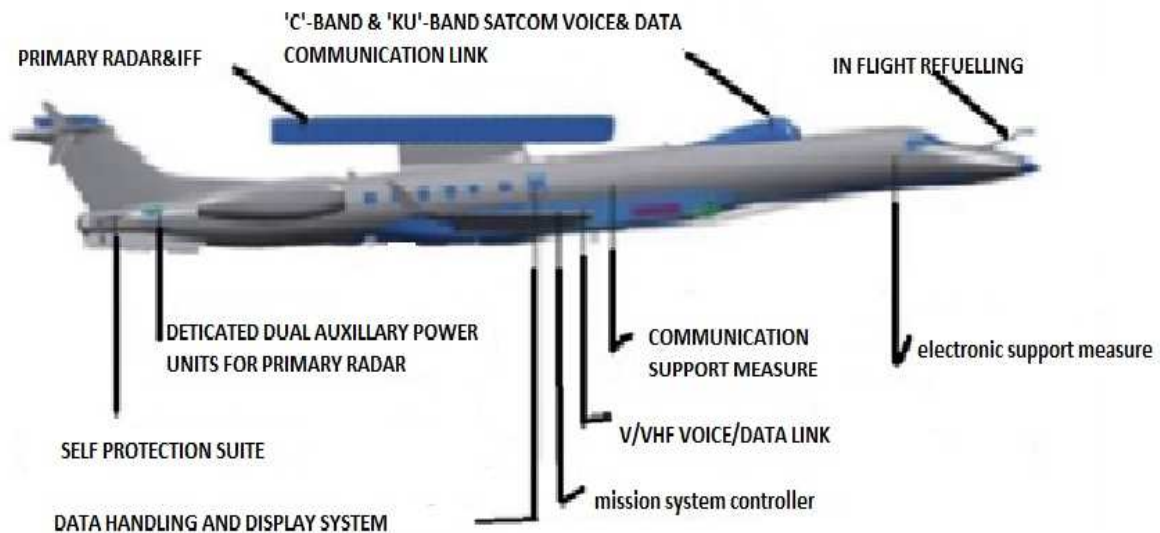 'C'-BAND & 'KU'-BAND SATCOM VOICE& DATA
COMMUNICATION LINK
PRIMARY RADAR&IFF
IN FLIGHT REFUELLING
DETICATED DUAL AUXILLARY POWER
UNITS FOR PRIMARY RADAR
COMMUNICATION
SUPPORT MEASURE
electronic support measure
SELF PROTECTION SUITE
V/VHF VOICE/DATA LINK
mission system controller
DATA HANDLING AND DISPLAY SYSTEM